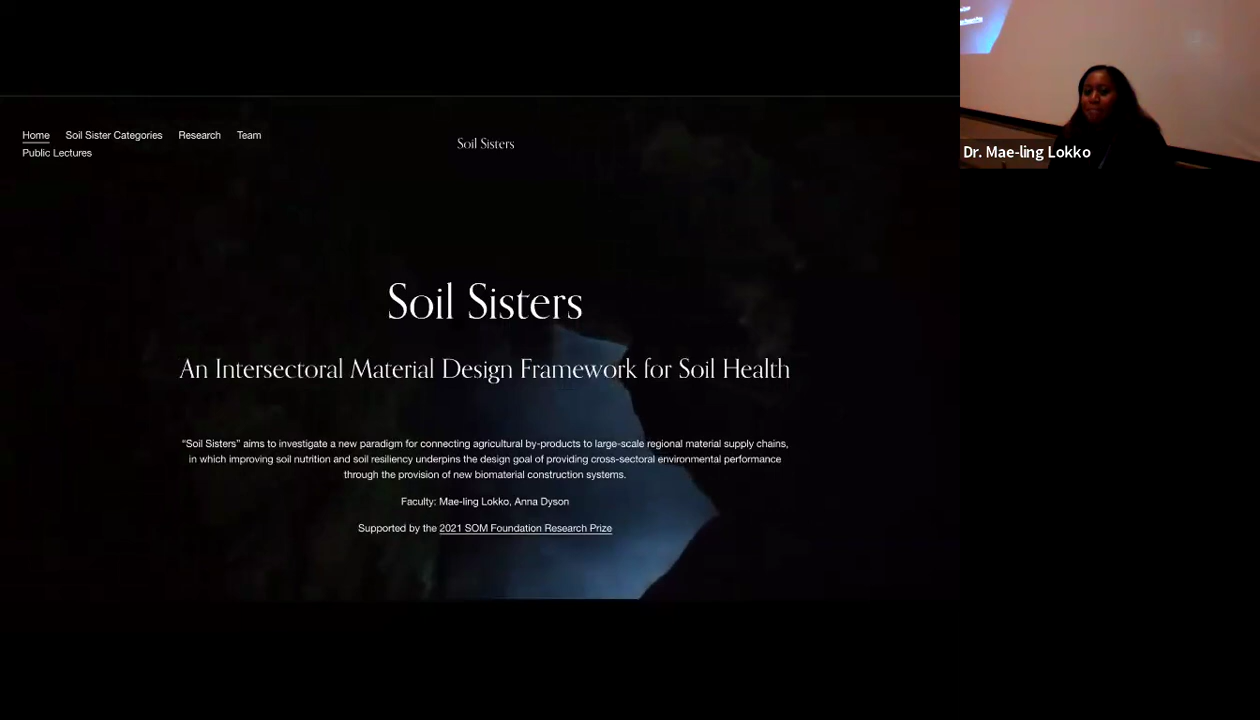 Home Soil Sister Categories Research Team
Public Lectures
Soil Sisters
Soil Sisters
An Intersectoral Material Design Framework for Soil Health
“Soil Sisters” aims to investigate a new paradigm for connecting agricultural by-products to large-scale regional material supply chains,
in which improving soil nutrition and soil resiliency underpins the design goal of providing cross-sectoral environmental performance
through the provision of new biomaterial construction systems.
Faculty: Mae-ling Lokko, Anna Dyson
Supported by the 2021 SOM Foundation Research Prize
Dr. Mae-ling Lokko